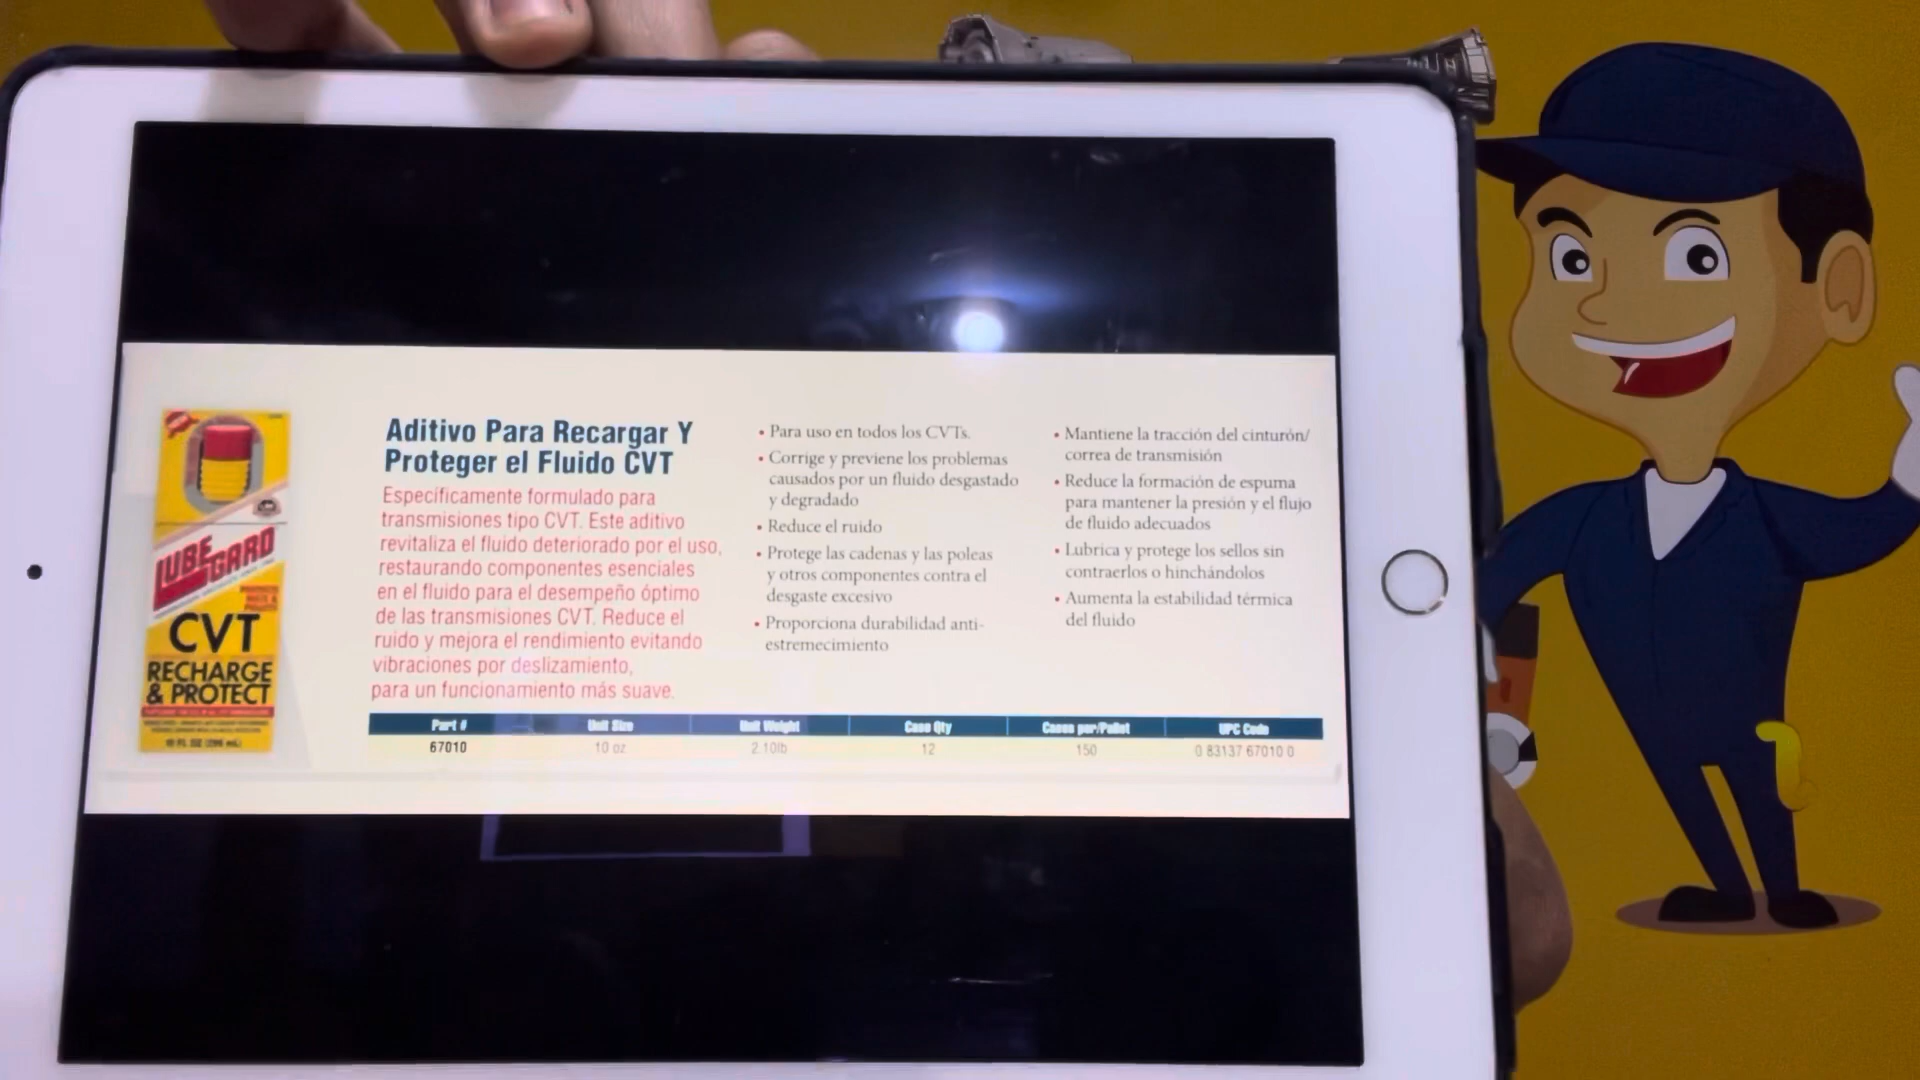 Aditivo Para Recargar Y
Proteger el Fluido CVT
Específicamente formulado para
transmisiones tipo CVT. Este aditivo
revitaliza el fluido deteriorado por el uso,
restaurando componentes esenciales
en el fluido para el desempeño óptimo
de las transmisiones CVT. Reduce el
ruido y mejora el rendimiento evitando
vibraciones por deslizamiento,
para un funcionamiento más suave.
• Para uso en todos los CVTs.
• Corrige y previene los problemas
causados por un fluido desgastado
y degradado
• Reduce el ruido
• Protege las cadenas y las poleas
y otros componentes contra el
desgaste excesivo
• Proporciona durabilidad anti-
estremecimiento
• Mantiene la tracción del cinturón/
correa de transmisión
• Reduce la formación de espuma
para mantener la presión y el flujo
de fluido adecuados
• Lubrica y protege los sellos sin
contraerlos o hinchándolos
• Aumenta la estabilidad térmica
del fluido
LUBE GARD
CVT
RECHARGE
& PROTECT
10 FL OZ (296 mL)
Part # Unit Size Unit Weight Case Qty Cases per/Pallet UPC Code
67010 10 oz 2.10lb 12 150 0 83137 67010 0